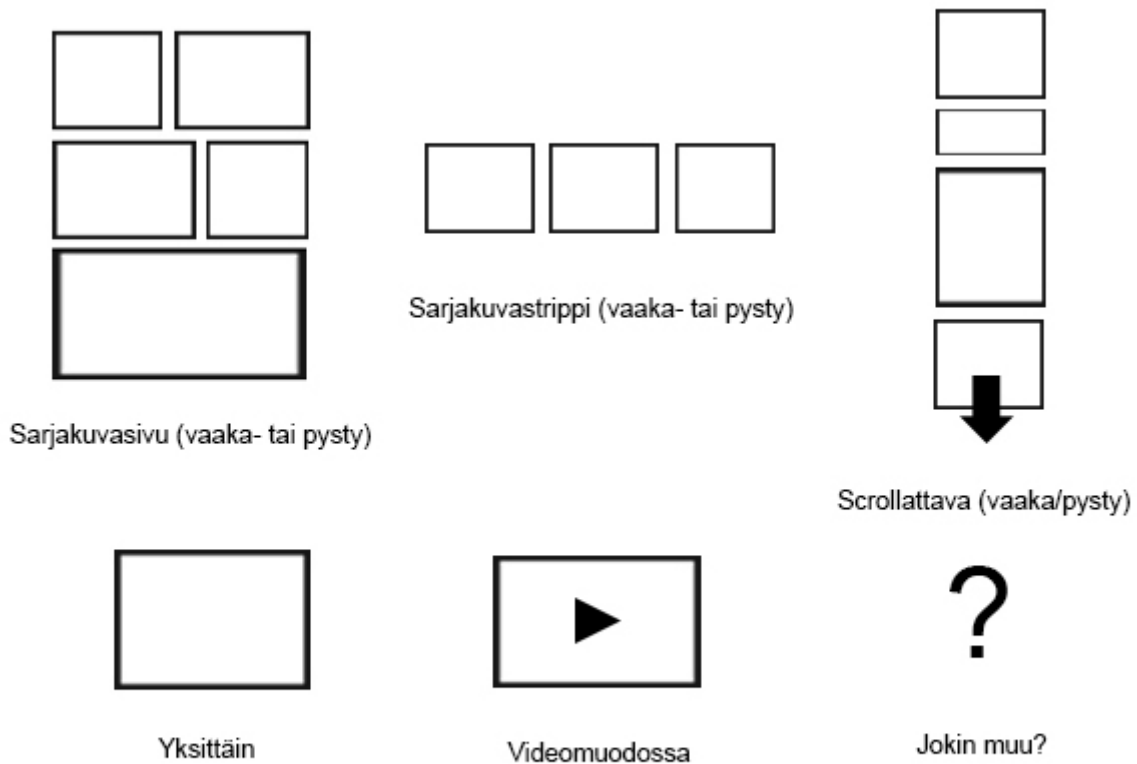 Sarjakuvasivu (vaaka- tai pysty)
Sarjakuvastrippi (vaaka- tai pysty)
Scrollattava (vaaka/pysty)
?
Yksittäin
Videomuodossa
Jokin muu?